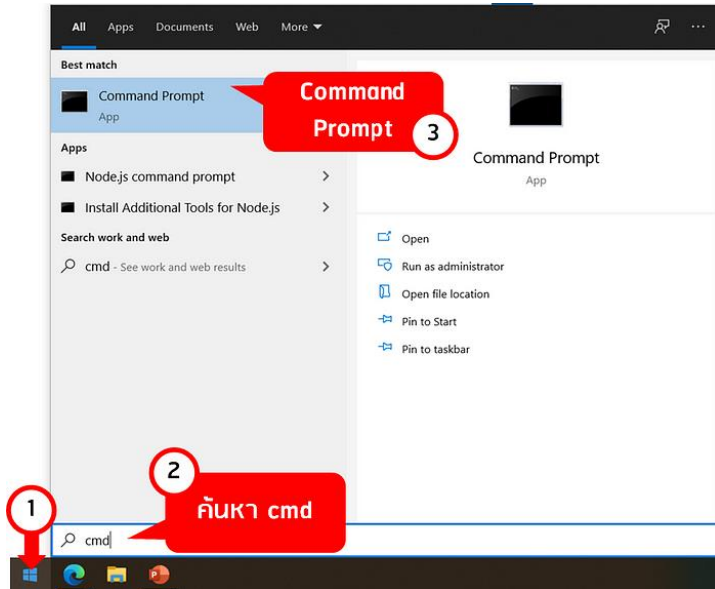 All Apps Documents Web More
Best match
Command Prompt
App
Command
Prompt
3
Apps
Node.js command prompt
Install Additional Tools for Node.js
Search work and web
cmd - See work and web results
Command Prompt
App
Open
Run as administrator
Open file location
Pin to Start
Pin to taskbar
2
ค้นหา cmd
1
cmd